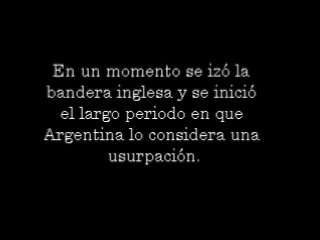 En un momento se izó la
bandera inglesa y se inició
el largo periodo en que
Argentina lo considera una
usurpación.